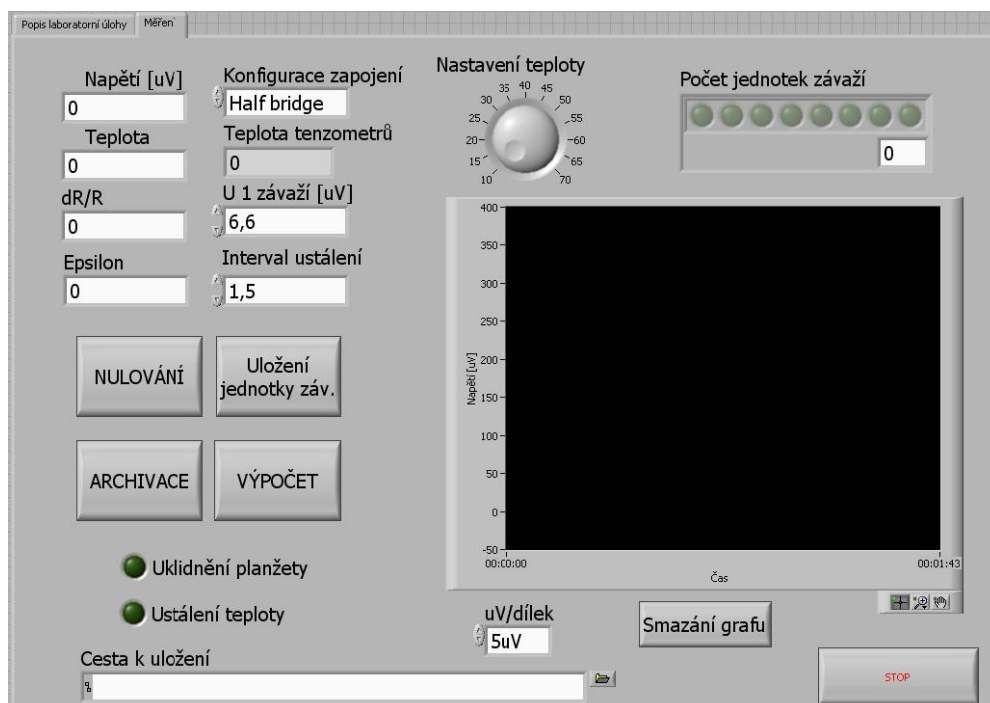 Popis laboratorní úlohy
Měřen
Napětí [uV]
0
Konfigurace zapojení
Half bridge
Teplota
0
Teplota tenzometrů
0
dR/R
0
U 1 závaží [uV]
6,6
Epsilon
0
Interval ustálení
1,5
NULOVÁNÍ
Uložení
jednotky záv.
ARCHIVACE
VÝPOČET
Uklidnění planžety
Ustálení teploty
Cesta k uložení
Nastavení teploty
10
15
20
25
30
35
40
45
50
55
60
65
70
Počet jednotek závaží
0
400
350
300
250
200
150
100
50
0
-50
Napětí [uV]
00:00:00
00:01:43
Čas
uV/dílek
5uV
Smazání grafu
STOP